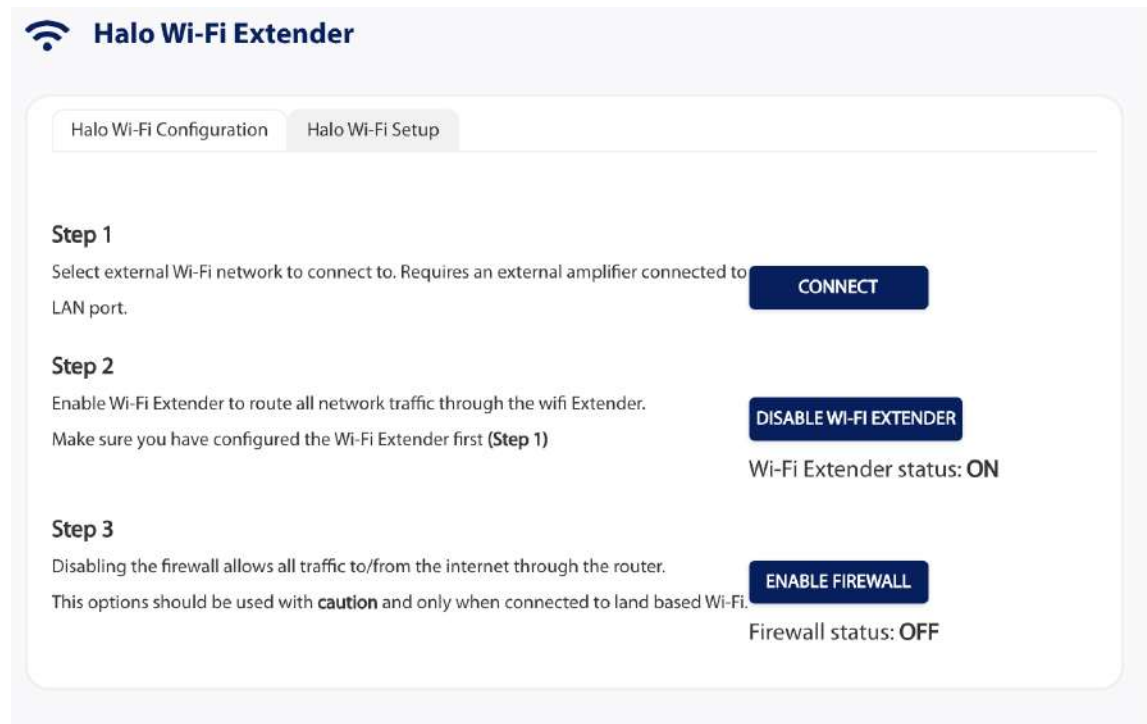 Halo Wi-Fi Extender
Halo Wi-Fi Configuration
Halo Wi-Fi Setup
Step 1
Select external Wi-Fi network to connect to. Requires an external amplifier connected to
LAN port.
CONNECT
Step 2
Enable Wi-Fi Extender to route all network traffic through the wifi Extender.
Make sure you have configured the Wi-Fi Extender first (Step 1)
DISABLE WI-FI EXTENDER
Wi-Fi Extender status: ON
Step 3
Disabling the firewall allows all traffic to/from the internet through the router.
This options should be used with caution and only when connected to land based Wi-Fi.
ENABLE FIREWALL
Firewall status: OFF